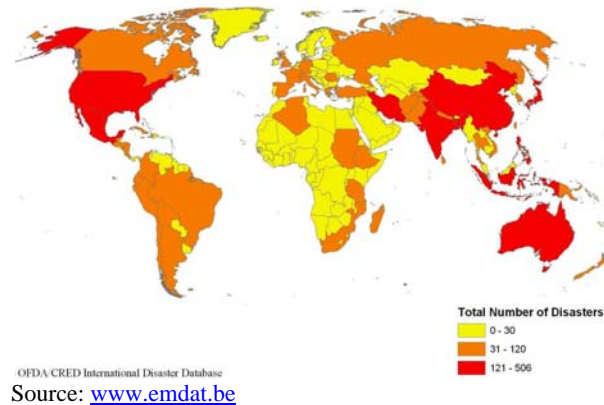 Total Number of Disasters
0 - 30
31 - 120
121 - 506
OFDA/CRED International Disaster Database
Source: www.emdat.be